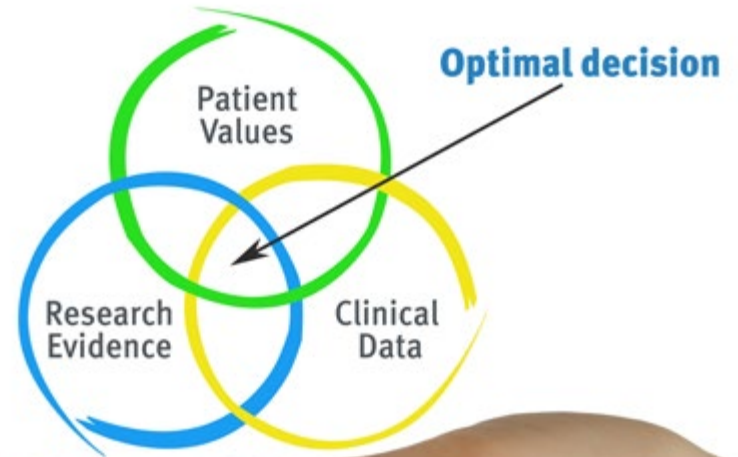 Optimal decision
Patient
Values
Research
Evidence
Clinical
Data